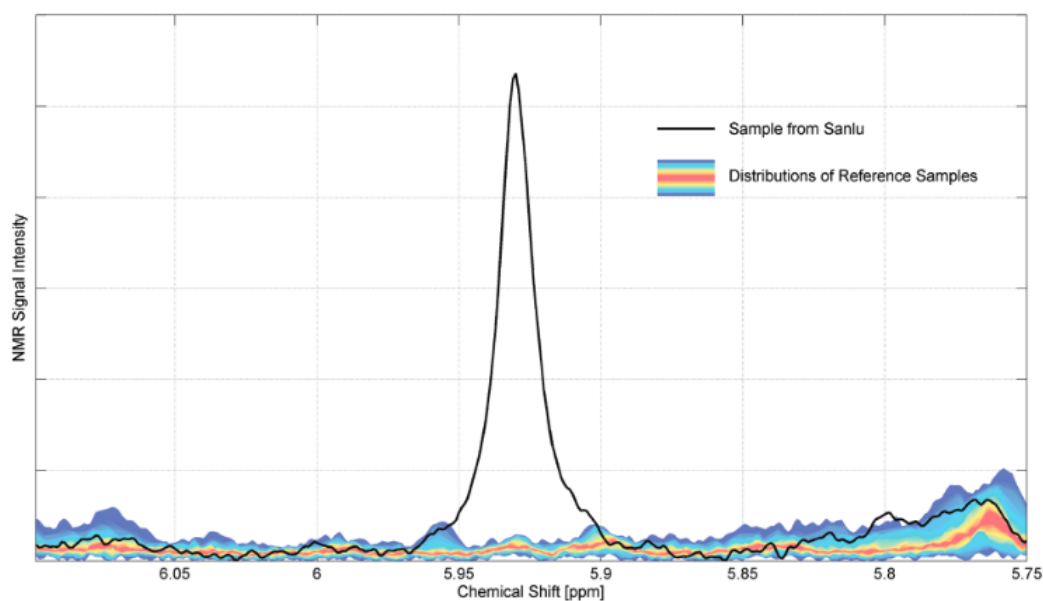 Sample from Sanlu
Distributions of Reference Samples
NMR Signal Intensity
6.05
6
5.95
5.9
5.85
5.8
5.75
Chemical Shift [ppm]